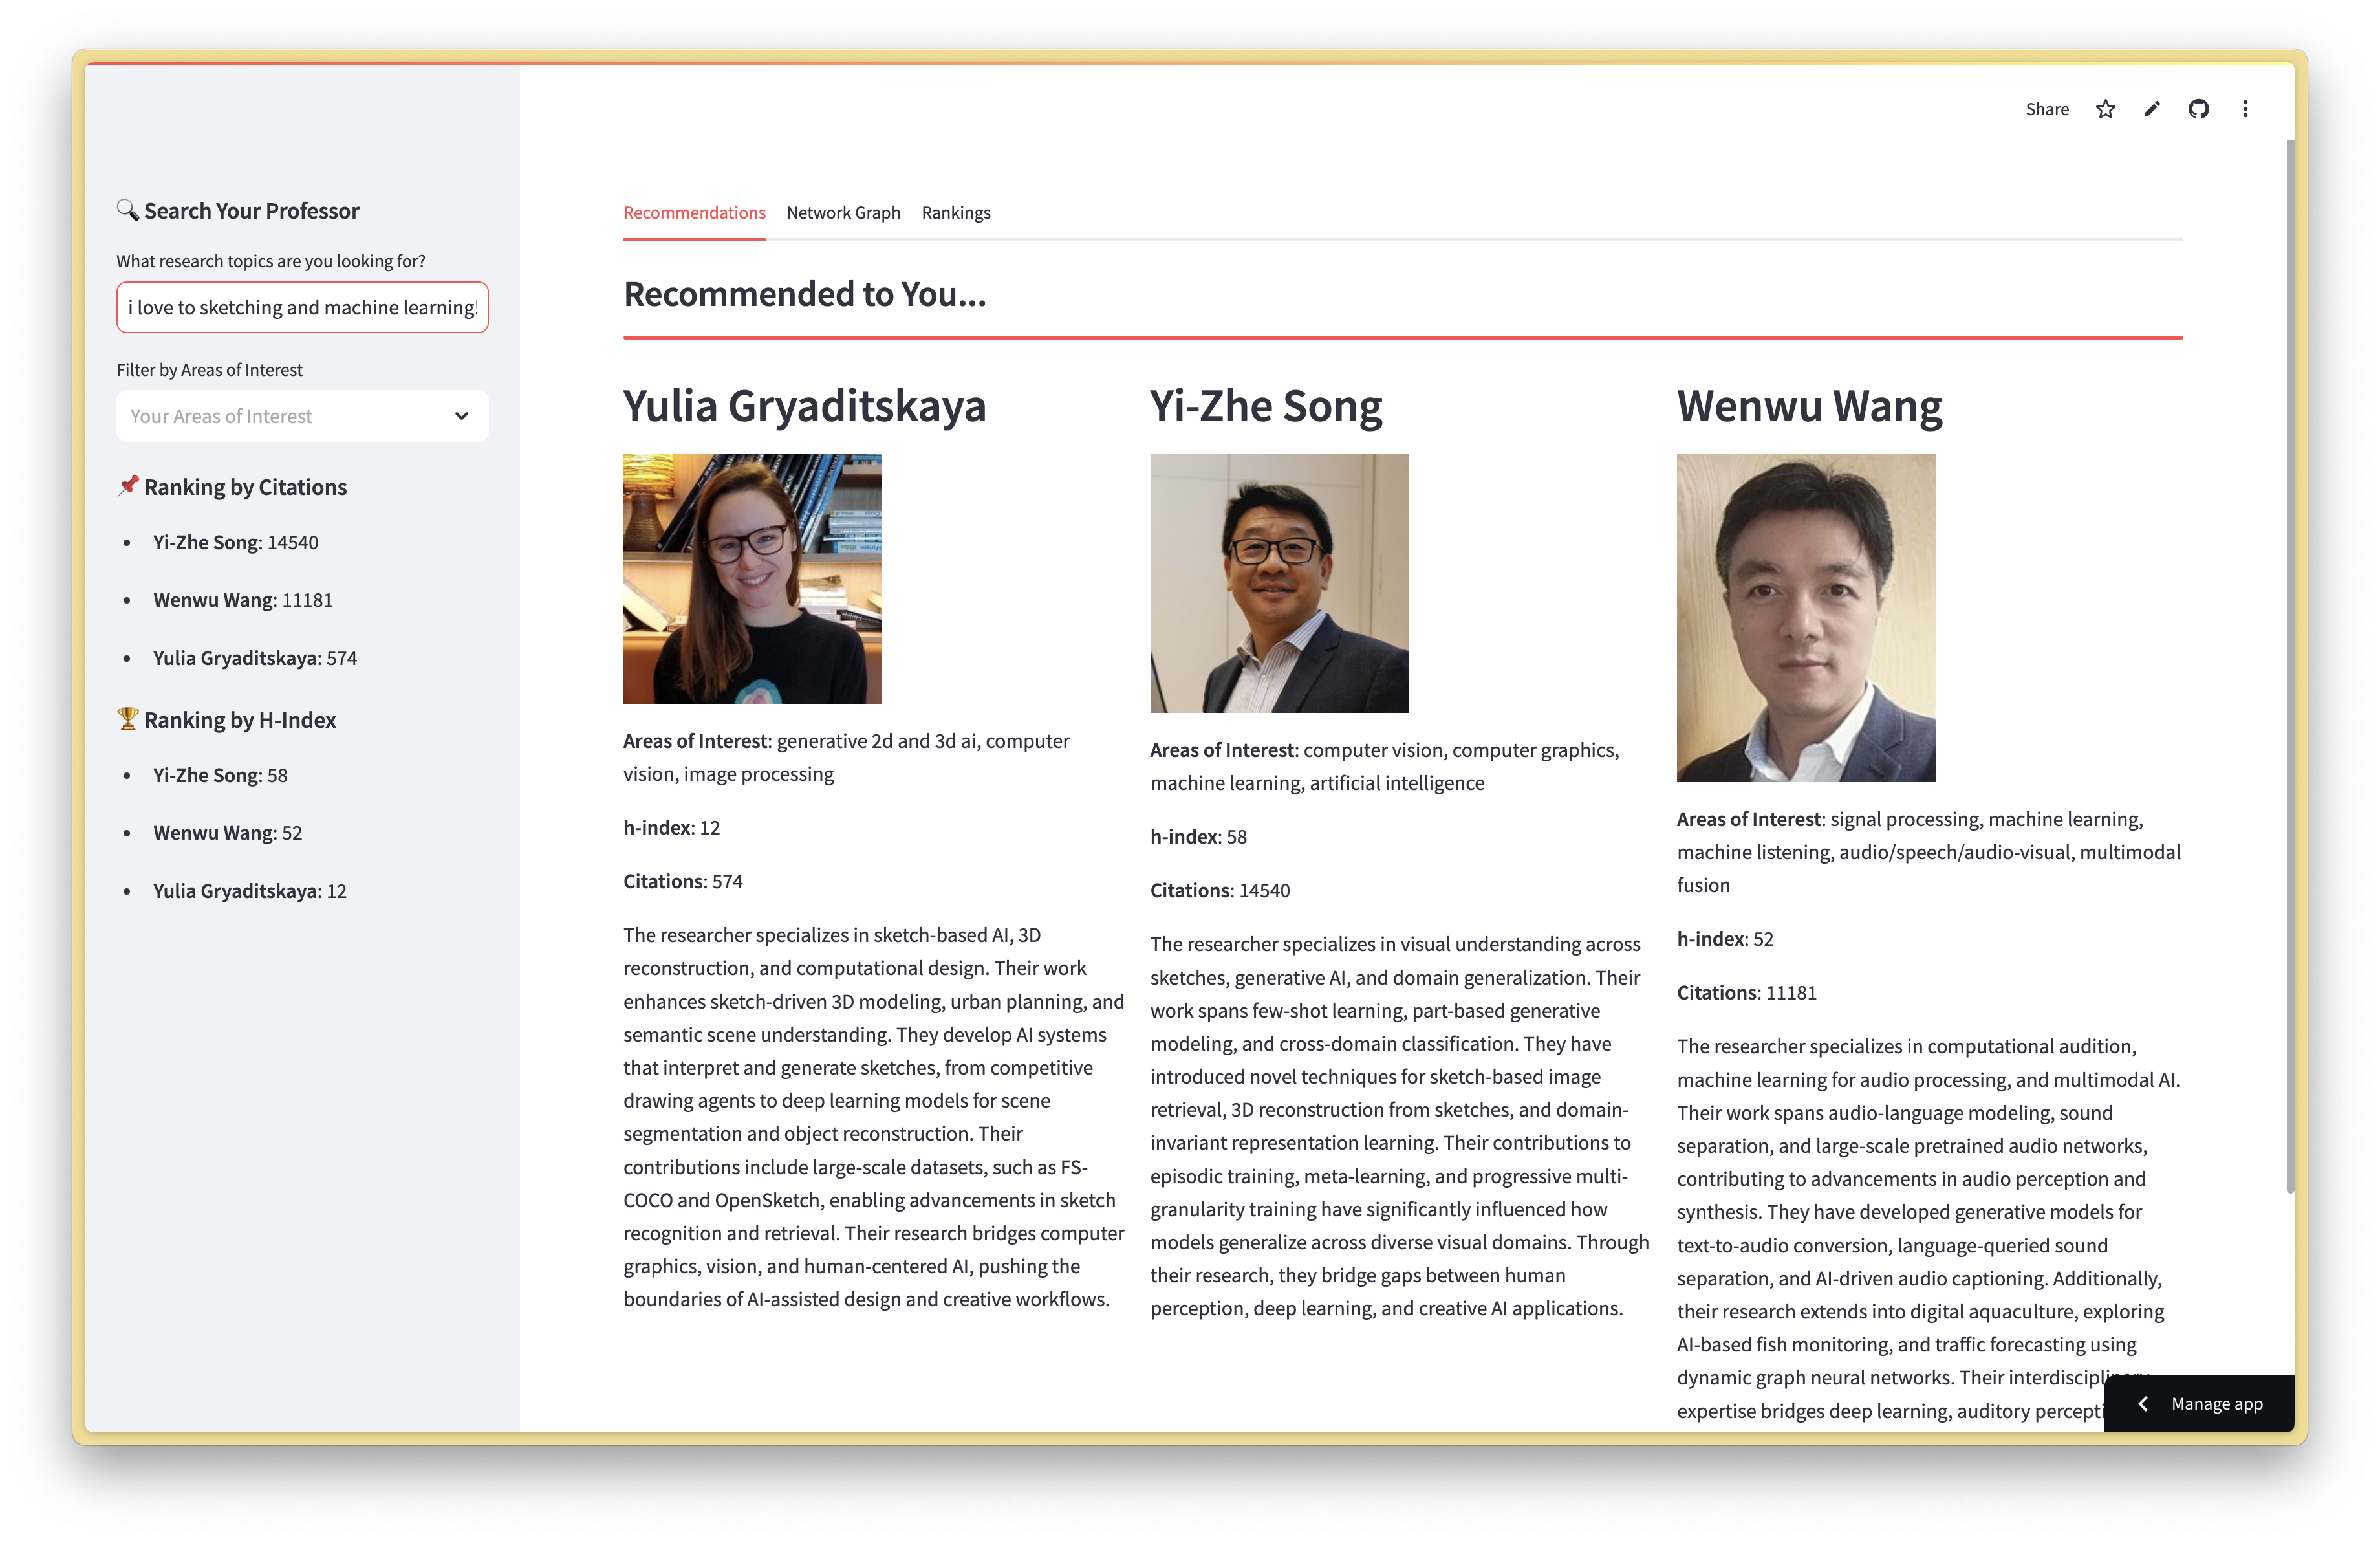 Share
🔍 Search Your Professor
What research topics are you looking for?
i love to sketching and machine learning!
Filter by Areas of Interest
Your Areas of Interest
📌 Ranking by Citations
• Yi-Zhe Song: 14540
• Wenwu Wang: 11181
• Yulia Gryaditskaya: 574
🏆 Ranking by H-Index
• Yi-Zhe Song: 58
• Wenwu Wang: 52
• Yulia Gryaditskaya: 12
Recommendations Network Graph Rankings
Recommended to You...
Yulia Gryaditskaya
Areas of Interest: generative 2d and 3d ai, computer
vision, image processing
h-index: 12
Citations: 574
The researcher specializes in sketch-based AI, 3D
reconstruction, and computational design. Their work
enhances sketch-driven 3D modeling, urban planning, and
semantic scene understanding. They develop AI systems
that interpret and generate sketches, from competitive
drawing agents to deep learning models for scene
segmentation and object reconstruction. Their
contributions include large-scale datasets, such as FS-
COCO and OpenSketch, enabling advancements in sketch
recognition and retrieval. Their research bridges computer
graphics, vision, and human-centered AI, pushing the
boundaries of AI-assisted design and creative workflows.
Yi-Zhe Song
Areas of Interest: computer vision, computer graphics,
machine learning, artificial intelligence
h-index: 58
Citations: 14540
The researcher specializes in visual understanding across
sketches, generative AI, and domain generalization. Their
work spans few-shot learning, part-based generative
modeling, and cross-domain classification. They have
introduced novel techniques for sketch-based image
retrieval, 3D reconstruction from sketches, and domain-
invariant representation learning. Their contributions to
episodic training, meta-learning, and progressive multi-
granularity training have significantly influenced how
models generalize across diverse visual domains. Through
their research, they bridge gaps between human
perception, deep learning, and creative AI applications.
Wenwu Wang
Areas of Interest: signal processing, machine learning,
machine listening, audio/speech/audio-visual, multimodal
fusion
h-index: 52
Citations: 11181
The researcher specializes in computational audition,
machine learning for audio processing, and multimodal AI.
Their work spans audio-language modeling, sound
separation, and large-scale pretrained audio networks,
contributing to advancements in audio perception and
synthesis. They have developed generative models for
text-to-audio conversion, language-queried sound
separation, and AI-driven audio captioning. Additionally,
their research extends into digital aquaculture, exploring
AI-based fish monitoring, and traffic forecasting using
dynamic graph neural networks. Their
expertise bridges deep learning, auditory
Manage app